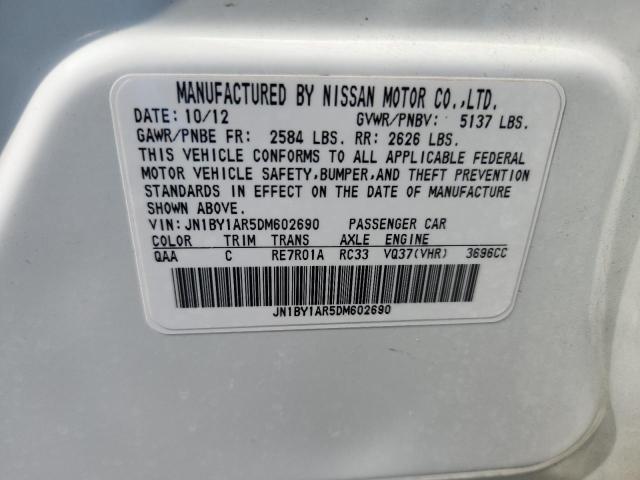 MANUFACTURED BY NISSAN MOTOR CO.,LTD.
DATE: 10/12 GVWR/PNBV: 5137 LBS.
GAWR/PNBE FR: 2584 LBS. RR: 2626 LBS.
THIS VEHICLE CONFORMS TO ALL APPLICABLE FEDERAL
MOTOR VEHICLE SAFETY,BUMPER,AND THEFT PREVENTION
STANDARDS IN EFFECT ON THE DATE OF MANUFACTURE
SHOWN ABOVE.
VIN: JN1BY1AR5DM602690 PASSENGER CAR
COLOR TRIM TRANS AXLE ENGINE
QAA C RE7R01A RC33 VQ37(VHR) 3696CC
JN1BY1AR5DM602690